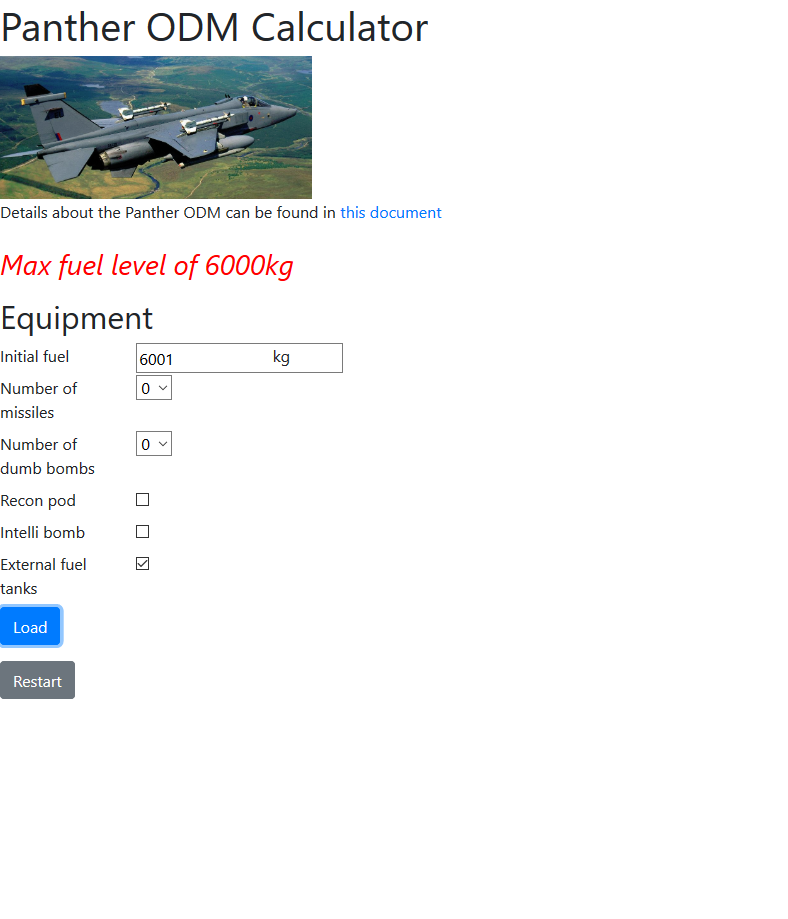 Panther ODM Calculator
Details about the Panther ODM can be found in this document
Max fuel level of 6000kg
Equipment
Initial fuel 6001 kg
Number of missiles 0
Number of dumb bombs 0
Recon pod
Intelli bomb
External fuel tanks
Load
Restart